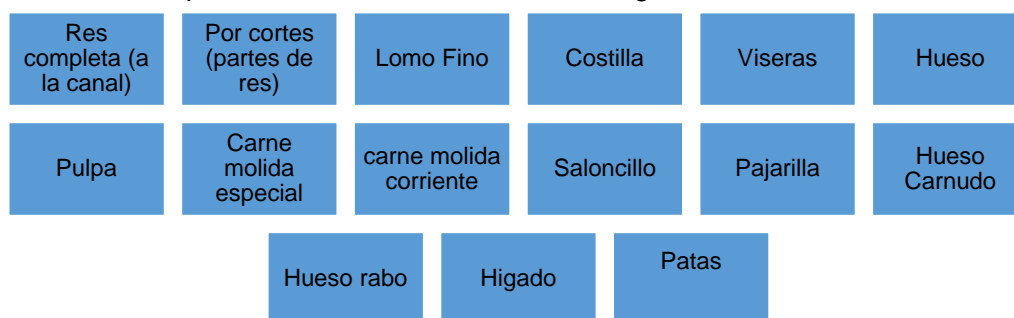 Res
completa (a
la canal)
Por cortes
(partes de
res)
Lomo Fino
Costilla
Viseras
Hueso
Pulpa
Carne
molida
especial
carne molida
corriente
Saloncillo
Pajarilla
Hueso
Carnudo
Hueso rabo
Higado
Patas